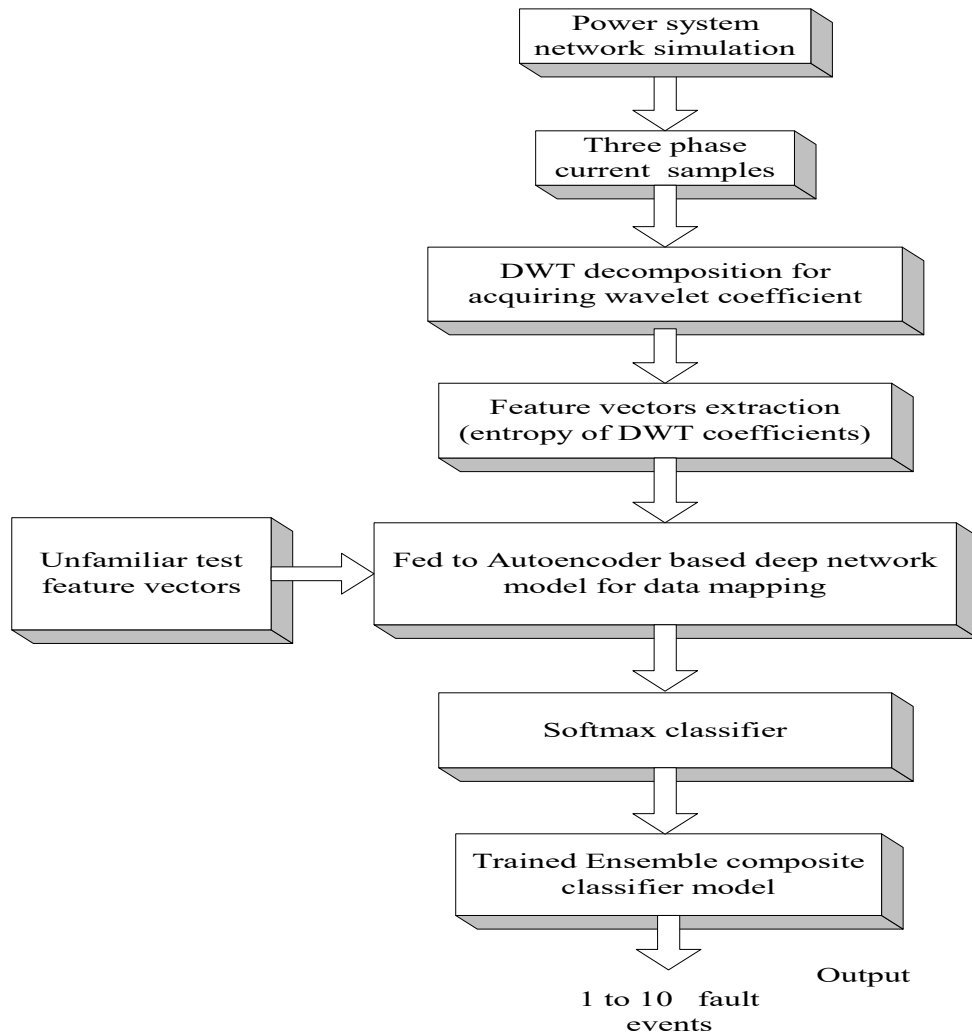 Power system
network simulation
Three phase
current samples
DWT decomposition for
acquiring wavelet coefficient
Feature vectors extraction
(entropy of DWT coefficients)
Unfamiliar test
feature vectors
Fed to Autoencoder based deep network
model for data mapping
Softmax classifier
Trained Ensemble composite
classifier model
Output
1 to 10 fault
events